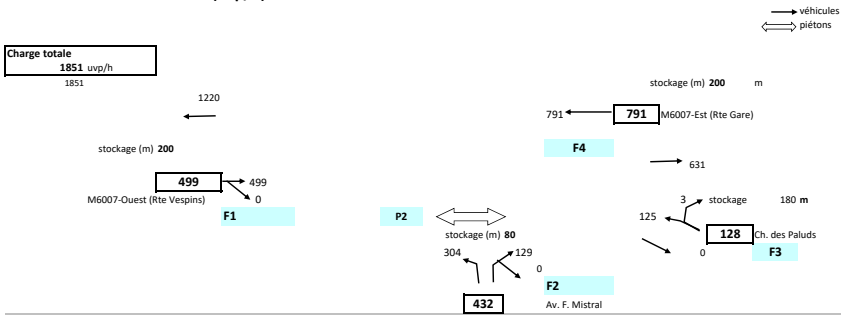 véhicules
piétons
Charge totale
1851 uvp/h
1851
stockage (m) 200 m
1220
791 791 M6007-Est (Rte Gare)
stockage (m) 200
F4
631
499 499
M6007-Ouest (Rte Vespins) 0
3 stockage 180 m
F1 P2 125
stockage (m) 80
128 Ch. des Paluds
304 129 0 F3
0
F2
432 Av. F. Mistral